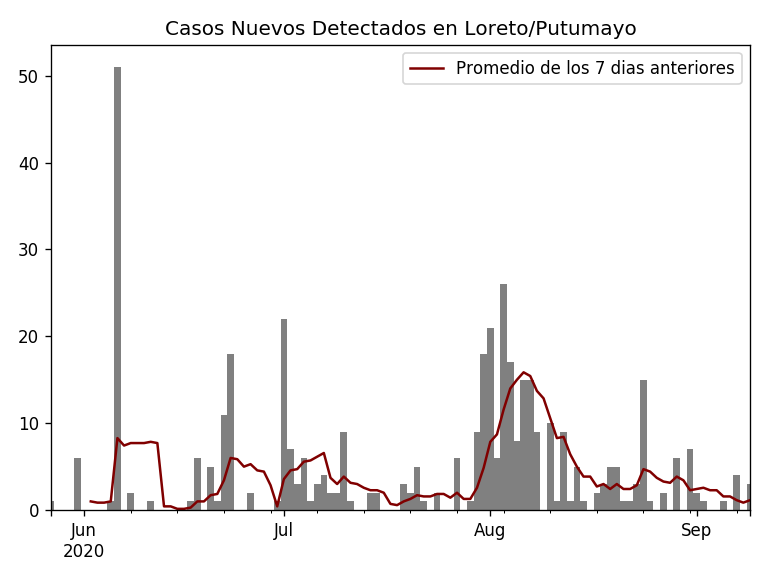 Casos Nuevos Detectados en Loreto/Putumayo
Promedio de los 7 dias anteriores
50
40
30
20
10
0
Jun
2020
Jul
Aug
Sep